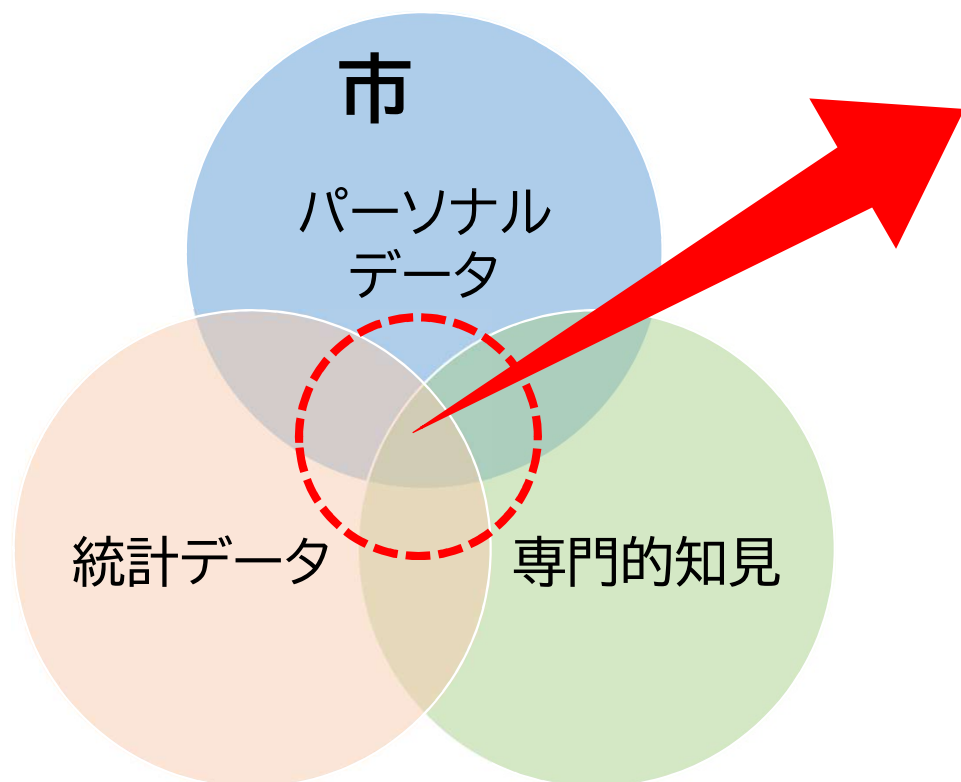 市
パーソナル
データ
統計データ
専門的知見